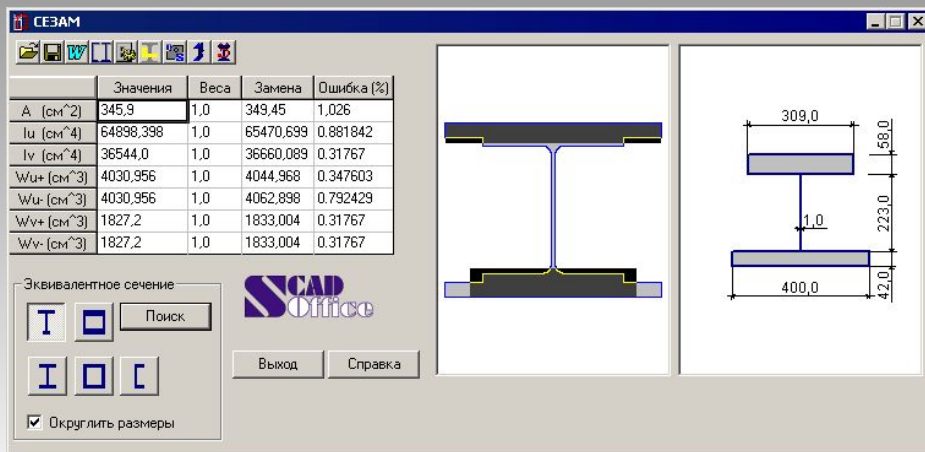 СЕЗАМ
Значения Веса Замена Ошибка (%)
A (см^2) 345,9 1,0 349,45 1,026
Iu (см^4) 64898,398 1,0 65470,699 0.881842
Iv (см^4) 36544,0 1,0 36660,089 0.31767
Wu+ (см^3) 4030,956 1,0 4044,968 0.347603
Wu- (см^3) 4030,956 1,0 4062,898 0.792429
Wv+ (см^3) 1827,2 1,0 1833,004 0.31767
Wv- (см^3) 1827,2 1,0 1833,004 0.31767
Эквивалентное сечение
Поиск
Округлить размеры
SCAD
Office
Выход Справка
309,0
58,0
1,0
223,0
400,0
42,0